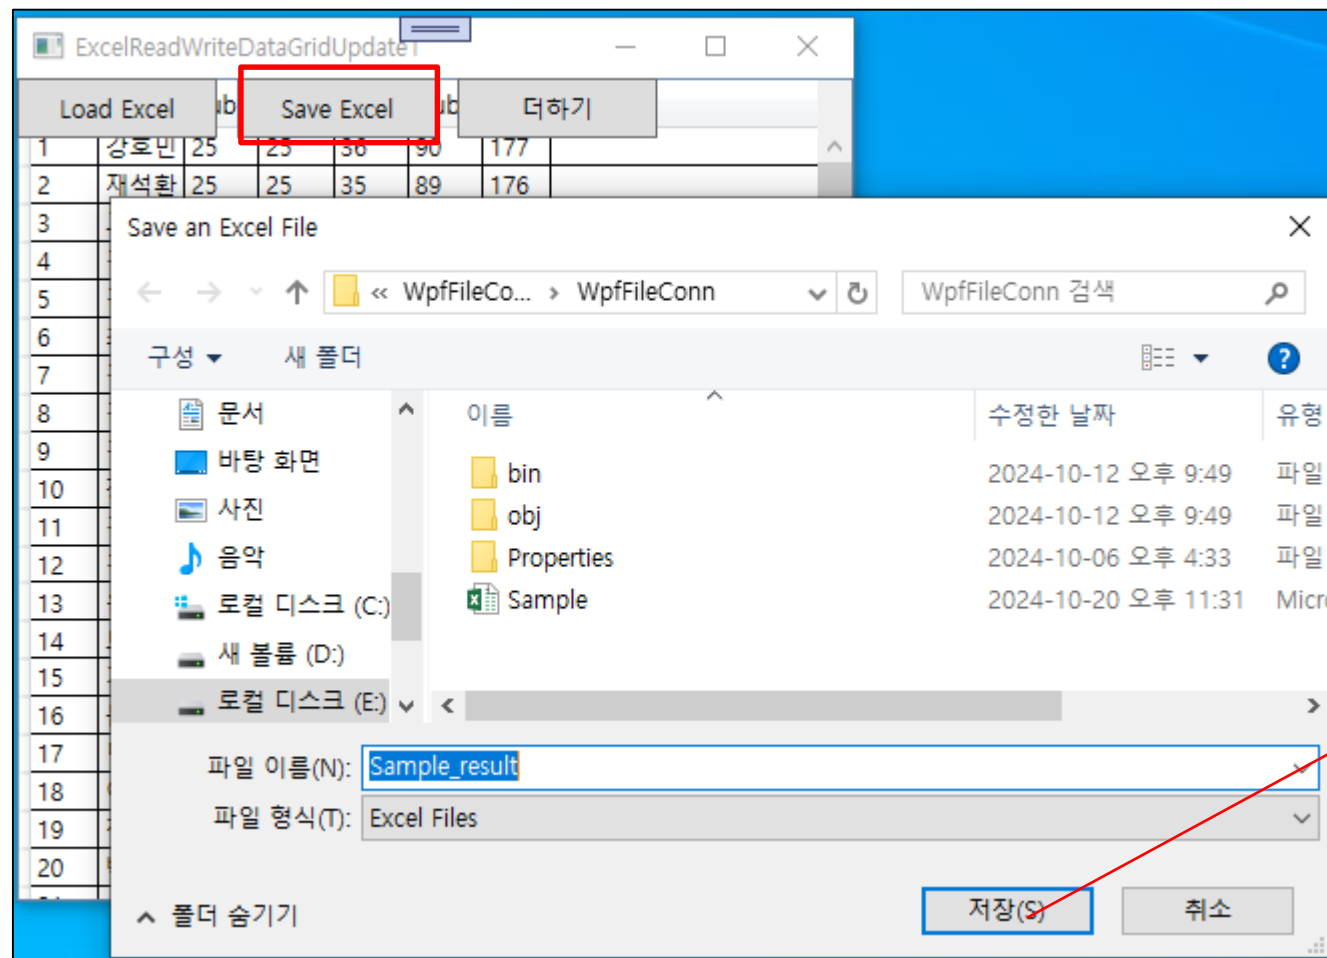 ExcelReadWriteDataGridUpdate1
Load Excel
Save Excel
더하기
1 강호민 25 25 36 90 177
2 재석환 25 25 35 89 176
3
4
5
6
7
8
9
10
11
12
13
14
15
16
17
18
19
20
Save an Excel File
« WpfFileCo... › WpfFileConn
WpfFileConn 검색
구성
새 폴더
문서
바탕 화면
사진
음악
로컬 디스크 (C:)
새 볼륨 (D:)
로컬 디스크 (E:)
이름 수정한 날짜 유형
bin 2024-10-12 오후 9:49 파일
obj 2024-10-12 오후 9:49 파일
Properties 2024-10-06 오후 4:33 파일
Sample 2024-10-20 오후 11:31 Micr
파일 이름(N): Sample_result
파일 형식(T): Excel Files
폴더 숨기기
저장(S)
취소